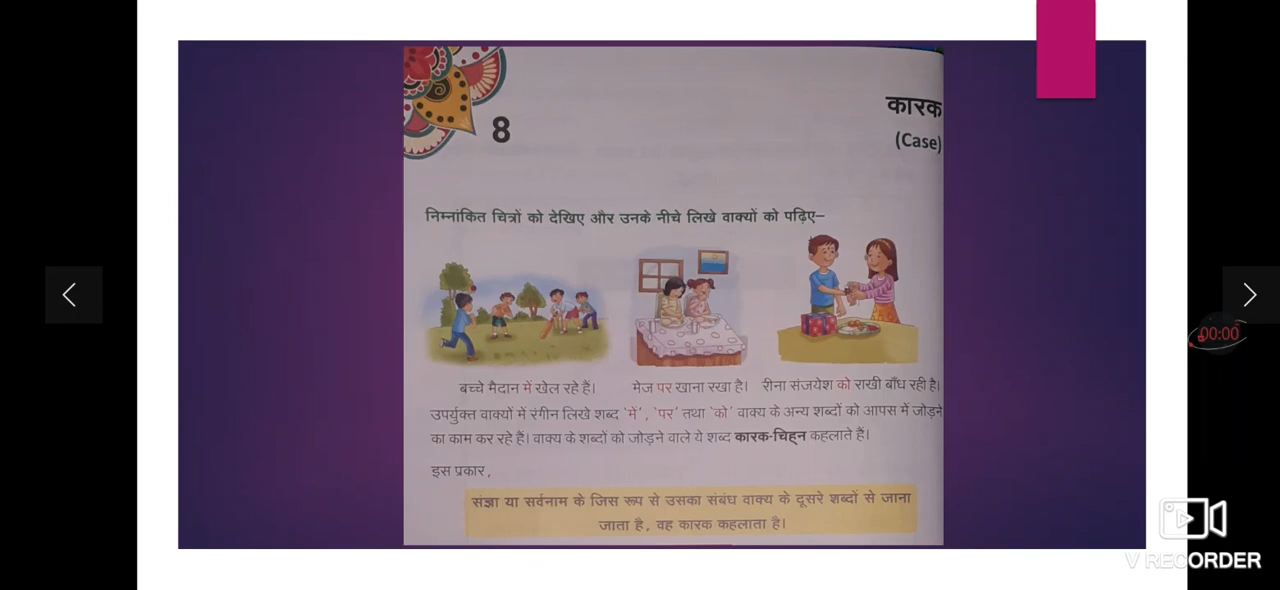 8
कारक
(Case)
निम्नांकित चित्रों को देखिए और उनके नीचे लिखे वाक्यों को पढ़िए–
बच्चे मैदान में खेल रहे हैं। मेज पर खाना रखा है। रीना संजयेश को राखी बाँध रही है।
उपर्युक्त वाक्यों में रंगीन लिखे शब्द 'में', 'पर' तथा 'को' वाक्य के अन्य शब्दों को आपस में जोड़ने
का काम कर रहे हैं। वाक्य के शब्दों को जोड़ने वाले ये शब्द कारक-चिह्न कहलाते हैं।
इस प्रकार,
संज्ञा या सर्वनाम के जिस रूप से उसका संबंध वाक्य के दूसरे शब्दों से जाना
जाता है, वह कारक कहलाता है।
00:00
V RECORDER